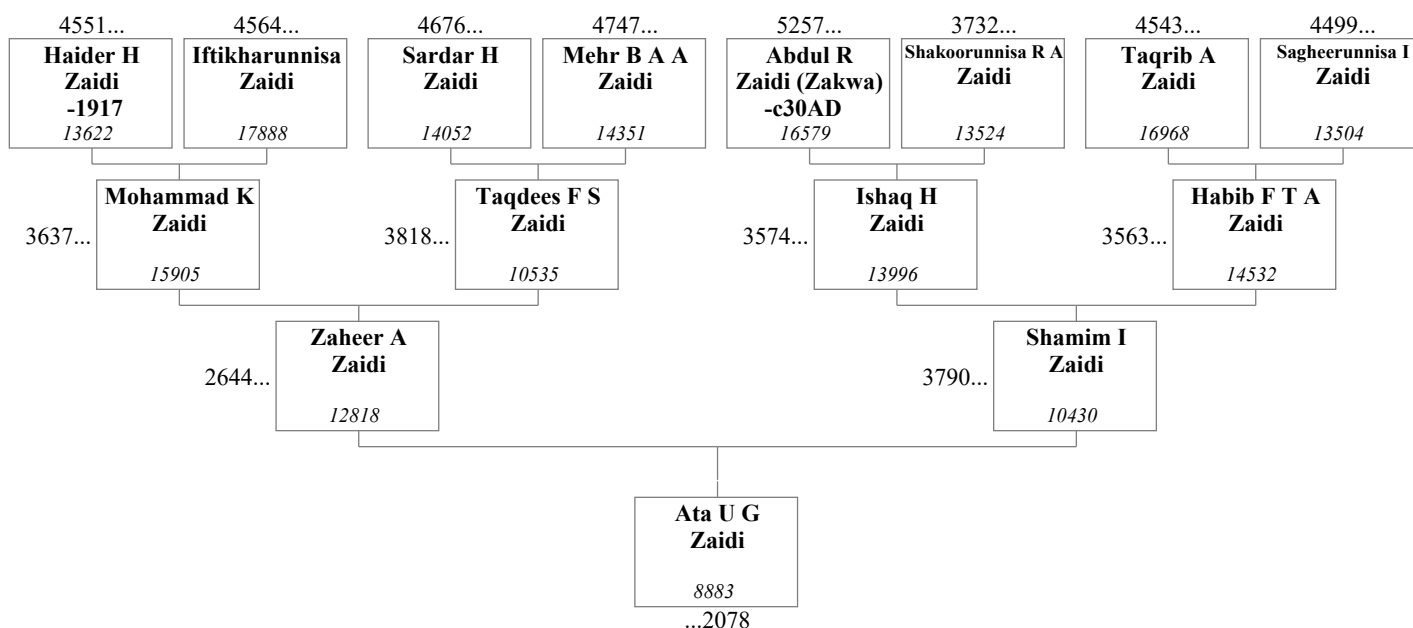 4551...
4564...
4676...
4747...
5257...
3732...
4543...
4499...
Haider H
Zaidi
-1917
13622
Iftikharunnisa
Zaidi
17888
Sardar H
Zaidi
14052
Mehr B A A
Zaidi
14351
Abdul R
Zaidi (Zakwa)
-c30AD
16579
Shakoorunnisa R A
Zaidi
13524
Taqrib A
Zaidi
16968
Sagheerunnisa I
Zaidi
13504
3637...
Mohammad K
Zaidi
15905
3818...
Taqdees F S
Zaidi
10535
3574...
Ishaq H
Zaidi
13996
3563...
Habib F T A
Zaidi
14532
2644...
Zaheer A
Zaidi
12818
3790...
Shamim I
Zaidi
10430
Ata U G
Zaidi
8883
...2078